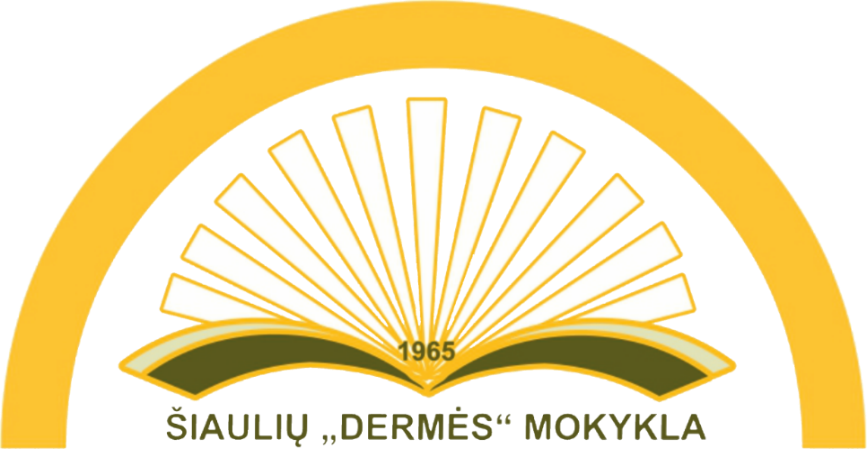 1965
ŠIAULIŲ „DERMĖS“ MOKYKLA